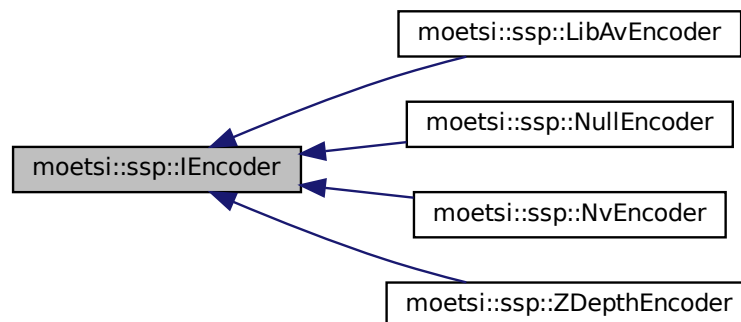 moetsi::ssp::LibAvEncoder
moetsi::ssp::NullEncoder
moetsi::ssp::IEncoder
moetsi::ssp::NvEncoder
moetsi::ssp::ZDepthEncoder